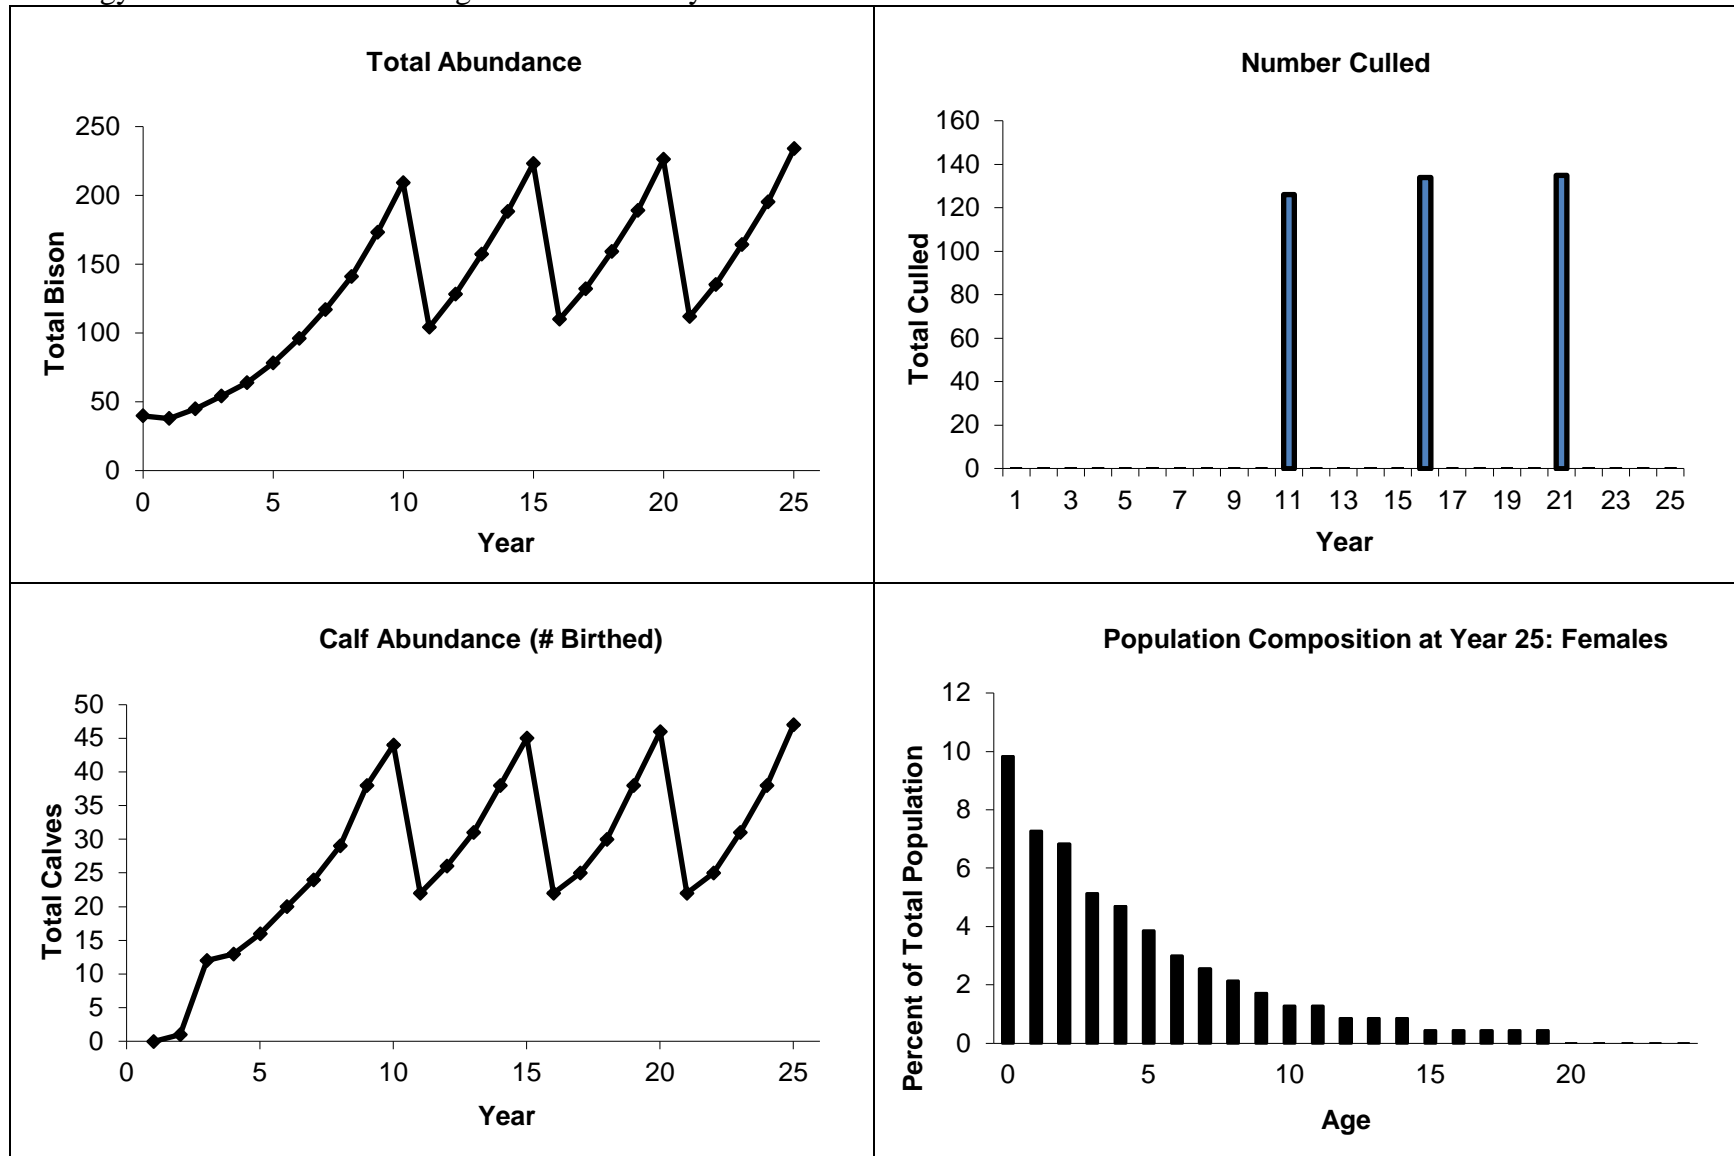 Total Abundance
250
200
150
100
50
0
Total Bison
0 5 10 15 20 25
Year
Number Culled
160
140
120
100
80
60
40
20
0
Total Culled
1 3 5 7 9 11 13 15 17 19 21 23 25
Year
Calf Abundance (# Birthed)
50
45
40
35
30
25
20
15
10
5
0
Total Calves
0 5 10 15 20 25
Year
Population Composition at Year 25: Females
12
10
8
6
4
2
0
Percent of Total Population
0 5 10 15 20
Age